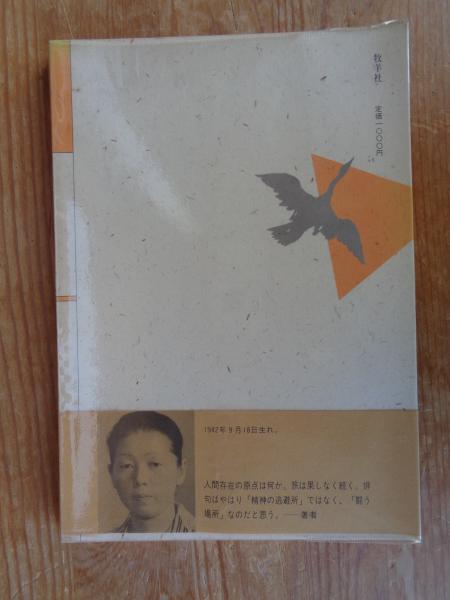 牧羊社
定価一〇〇〇円
1942年9月18日生れ。
人間存在の原点は何か。旅は果しなく続く。俳
句はやはり「精神の逃避所」ではなく、「闘う
場所」なのだと思う。——著者